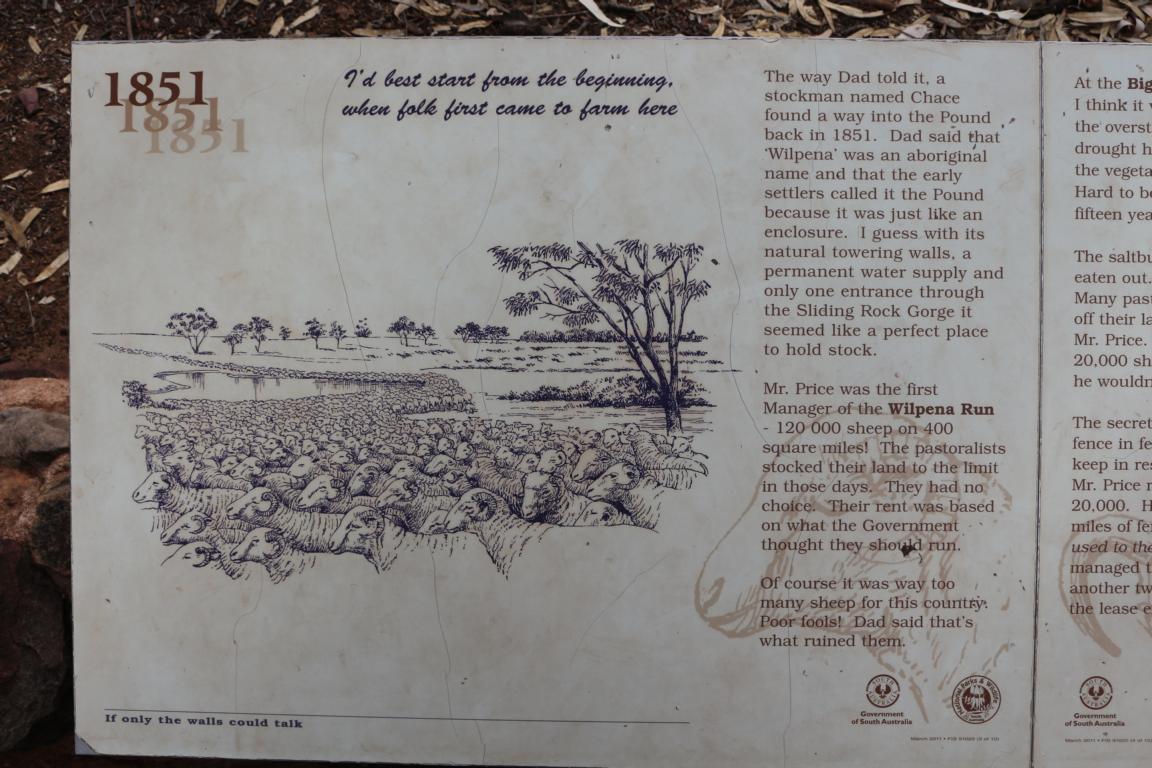 1851
1851
1851
I'd best start from the beginning,
when folk first came to farm here
The way Dad told it, a
stockman named Chace
found a way into the Pound
back in 1851. Dad said that
'Wilpena' was an aboriginal
name and that the early
settlers called it the Pound
because it was just like an
enclosure. I guess with its
natural towering walls, a
permanent water supply and
only one entrance through
the Sliding Rock Gorge it
seemed like a perfect place
to hold stock.
Mr. Price was the first
Manager of the Wilpena Run
- 120 000 sheep on 400
square miles! The pastoralists
stocked their land to the limit
in those days. They had no
choice. Their rent was based
on what the Government
thought they should run.
Of course it was way too
many sheep for this country.
Poor fools! Dad said that's
what ruined them.
If only the walls could talk
Government
of South Australia
At the Big
I think it
the overst
drought h
the vegeta
Hard to be
fifteen yea
The saltbu
eaten out.
Many past
off their la
Mr. Price.
20,000 sh
he wouldn
The secret
fence in fe
keep in res
Mr. Price r
20,000. H
miles of fe
used to the
managed t
another tw
the lease e
Government
of South Australia